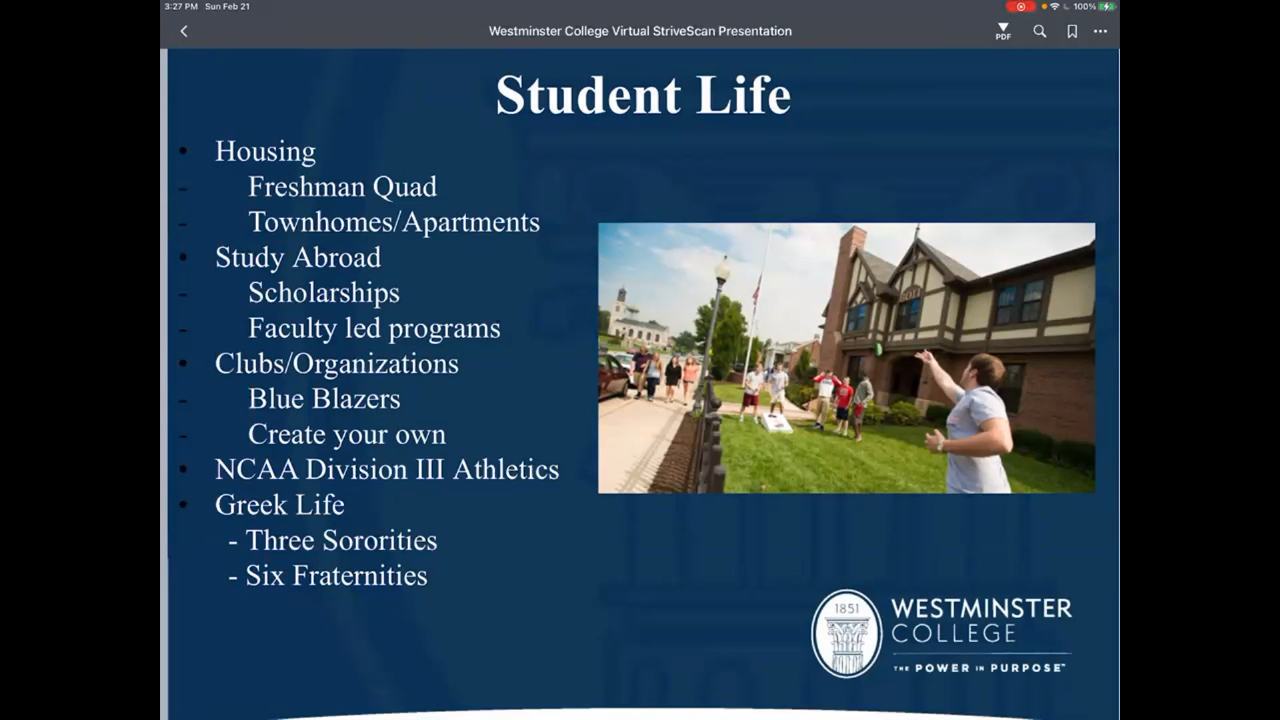 3:27 PM Sun Feb 21
100%
Westminster College Virtual StriveScan Presentation
PDF
Student Life
• Housing
- Freshman Quad
- Townhomes/Apartments
• Study Abroad
- Scholarships
- Faculty led programs
• Clubs/Organizations
- Blue Blazers
- Create your own
• NCAA Division III Athletics
• Greek Life
- Three Sororities
- Six Fraternities
1851
WESTMINSTER
COLLEGE
THE POWER IN PURPOSE™